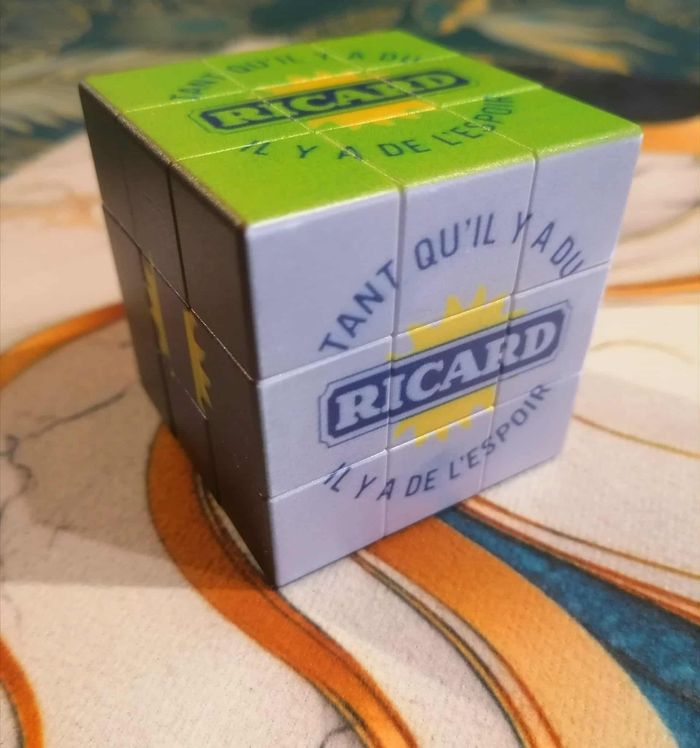 TANT QU'IL Y A DU
RICARD
IL Y A DE L'ESPOIR
TANT QU'IL Y A DU
RICARD
IL Y A DE L'ESPOIR